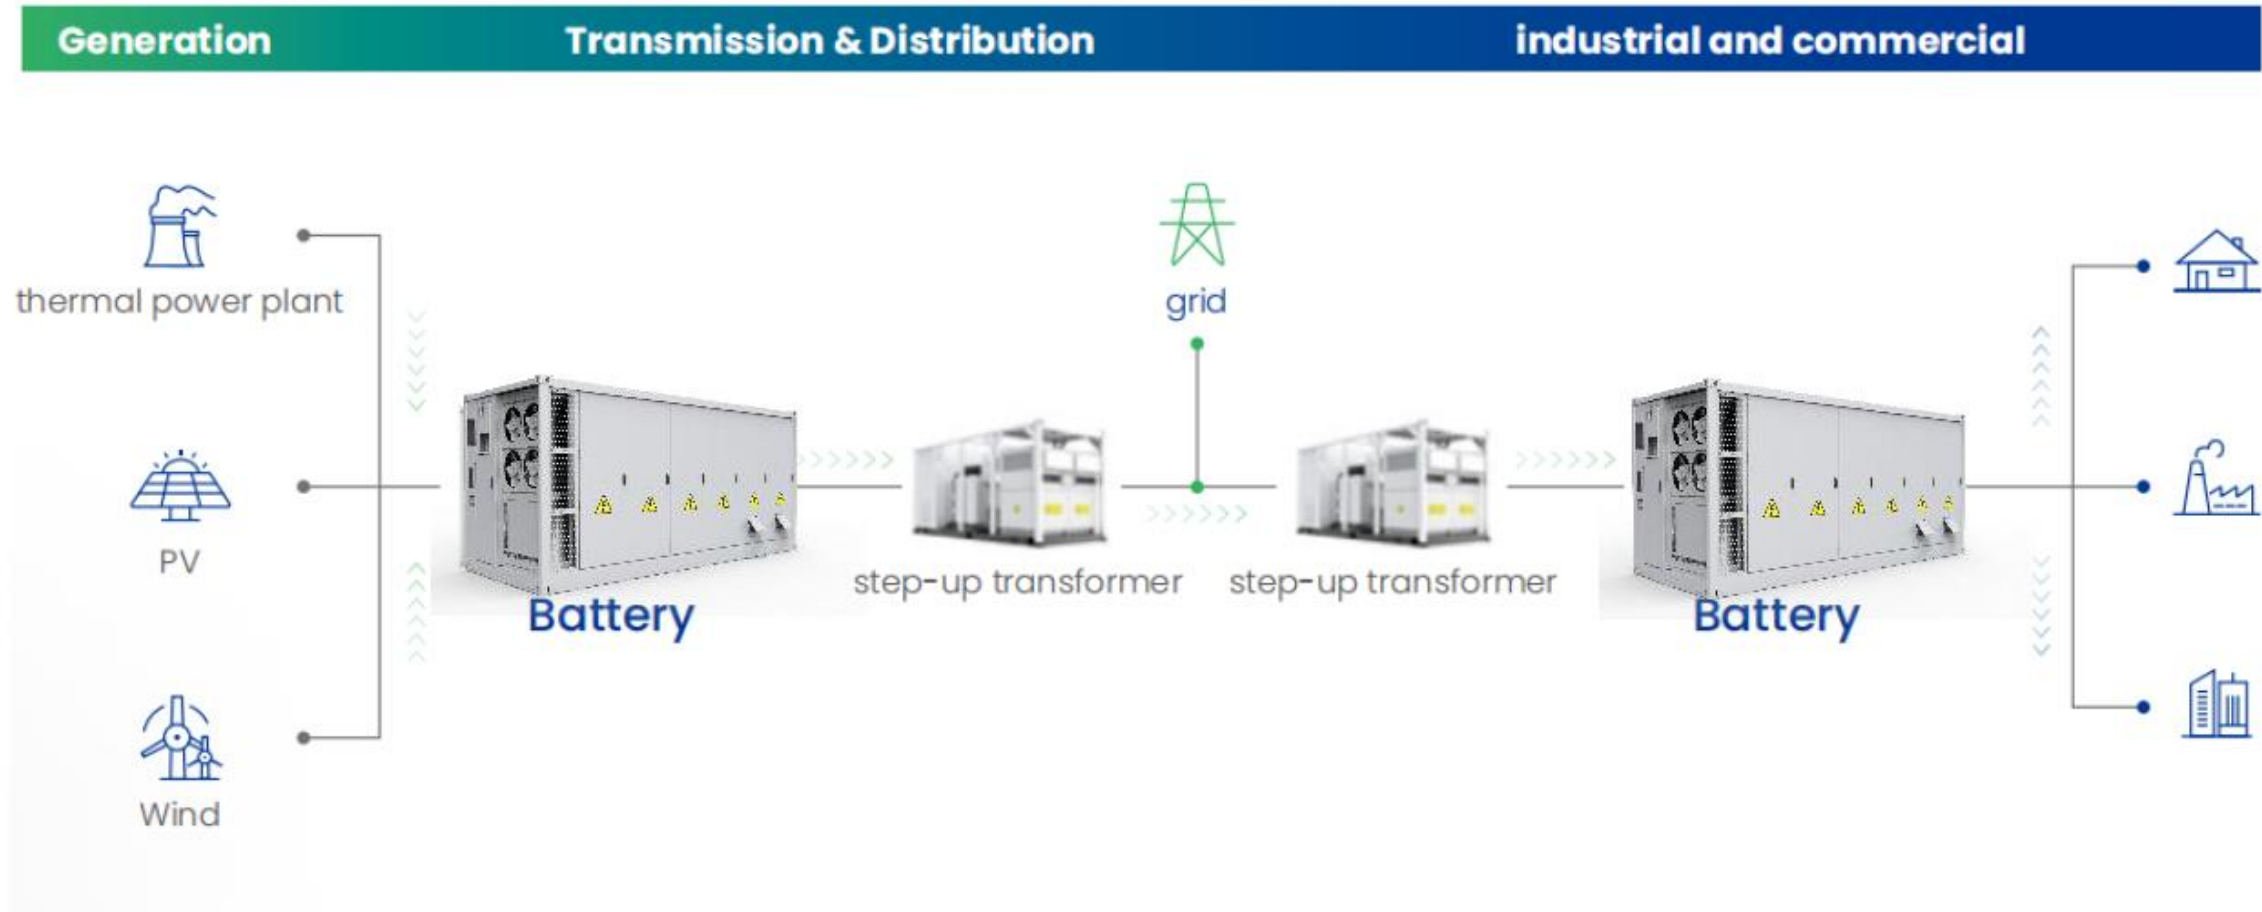 Generation
Transmission & Distribution
industrial and commercial
thermal power plant
grid
PV
step-up transformer
step-up transformer
Battery
Battery
Wind